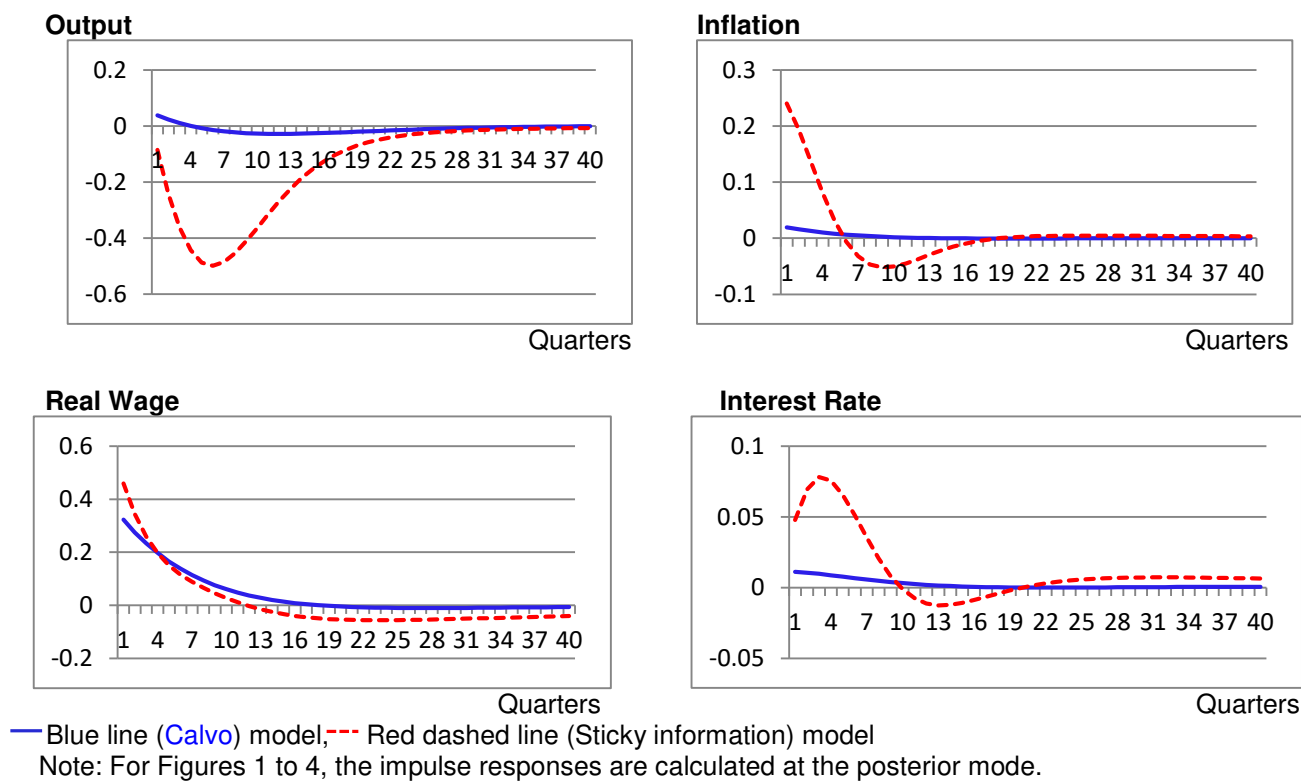 Output
0.2
0
-0.2
-0.4
-0.6
1 4 7 10 13 16 19 22 25 28 31 34 37 40
Quarters
Inflation
0.3
0.2
0.1
0
-0.1
1 4 7 10 13 16 19 22 25 28 31 34 37 40
Quarters
Real Wage
0.6
0.4
0.2
0
-0.2
1 4 7 10 13 16 19 22 25 28 31 34 37 40
Quarters
Interest Rate
0.1
0.05
0
-0.05
1 4 7 10 13 16 19 22 25 28 31 34 37 40
Quarters
Blue line (Calvo) model, Red dashed line (Sticky information) model
Note: For Figures 1 to 4, the impulse responses are calculated at the posterior mode.